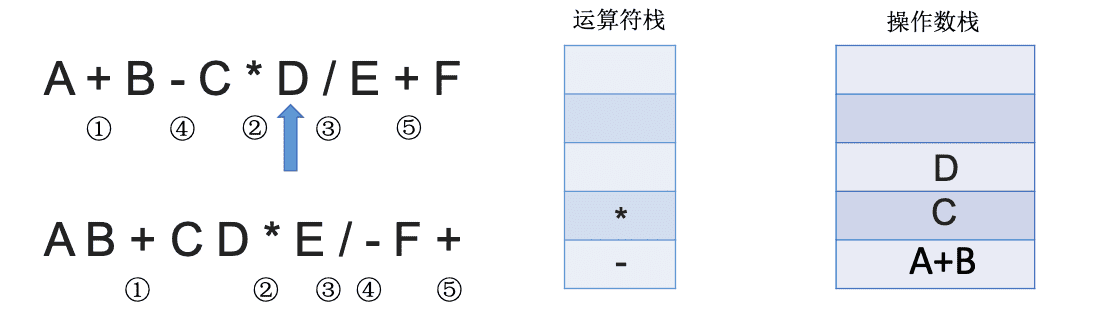 运算符栈 操作数栈
A + B - C * D / E + F
① ④ ② ③ ⑤
D
* C
- A+B
A B + C D * E / - F +
① ② ③ ④ ⑤